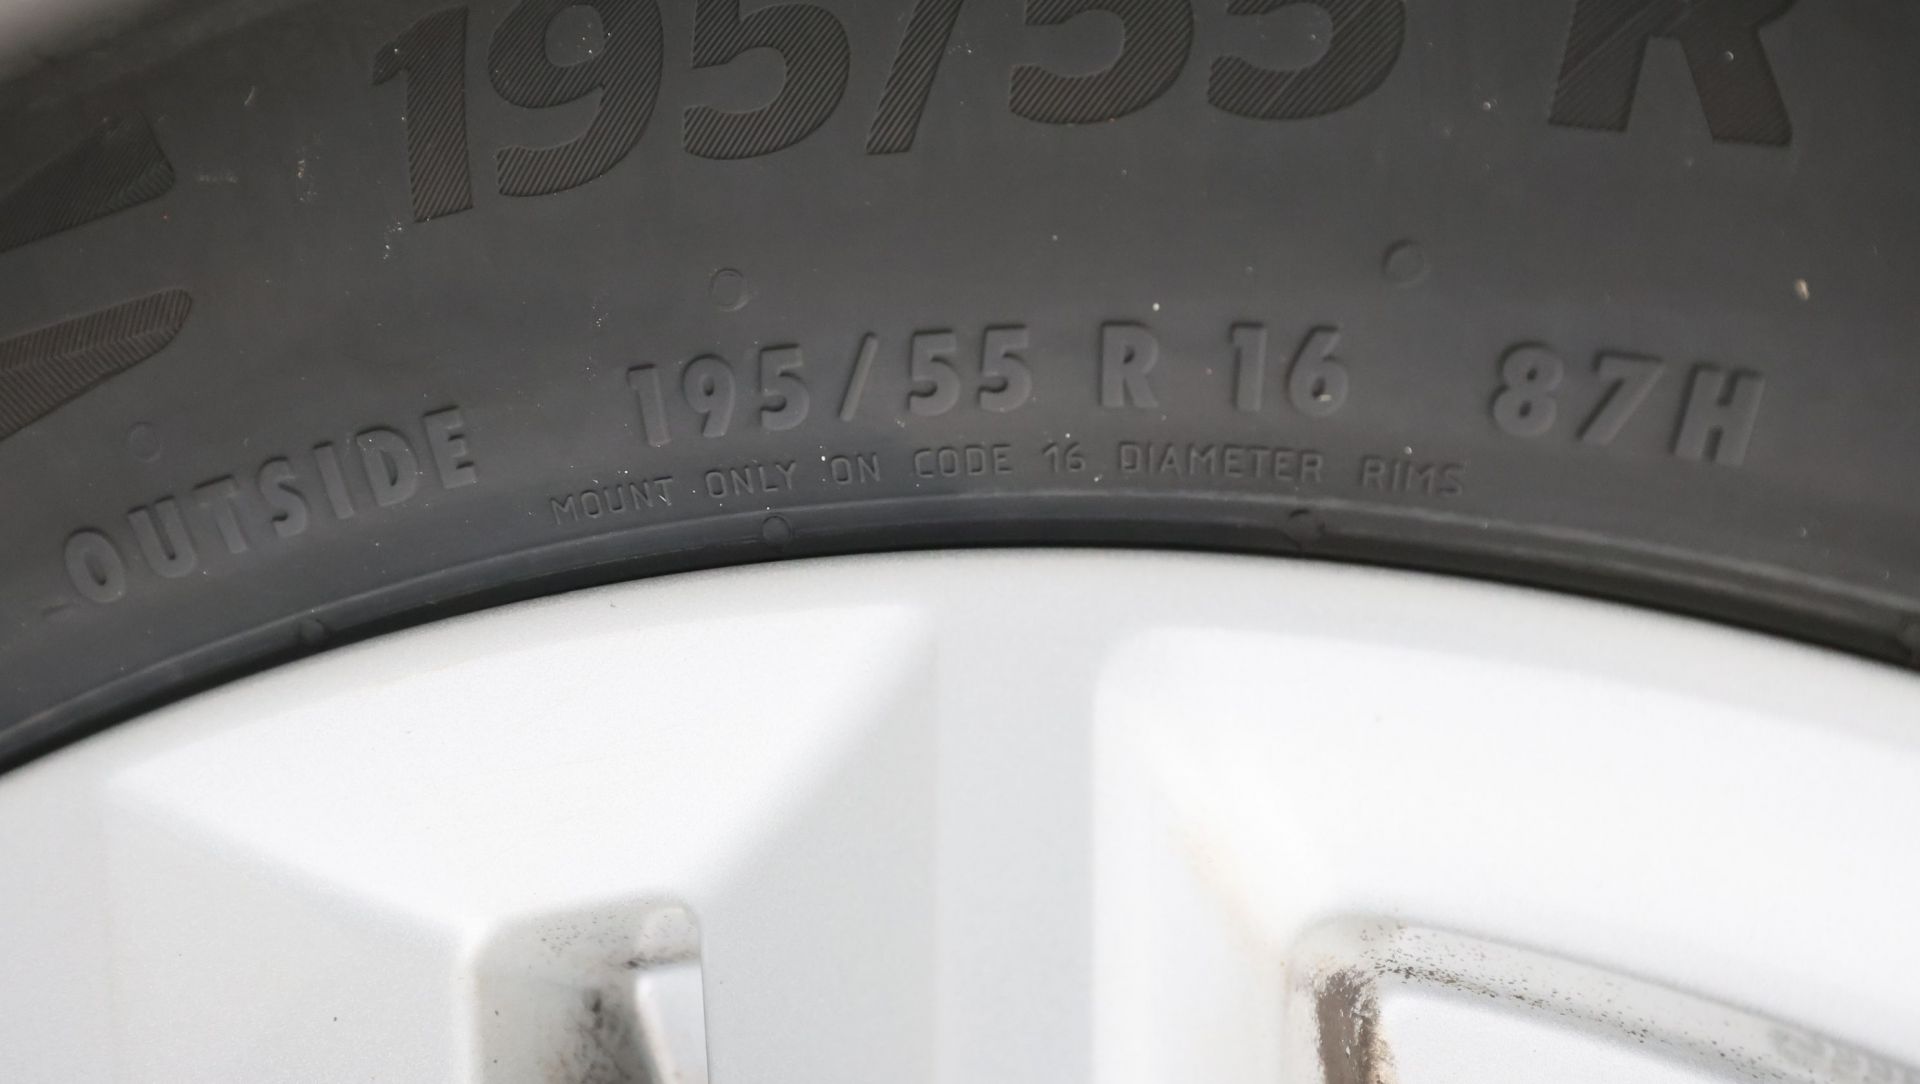 195/55 R
OUTSIDE 195/55 R 16 87H
MOUNT ONLY ON CODE 16 DIAMETER RIMS